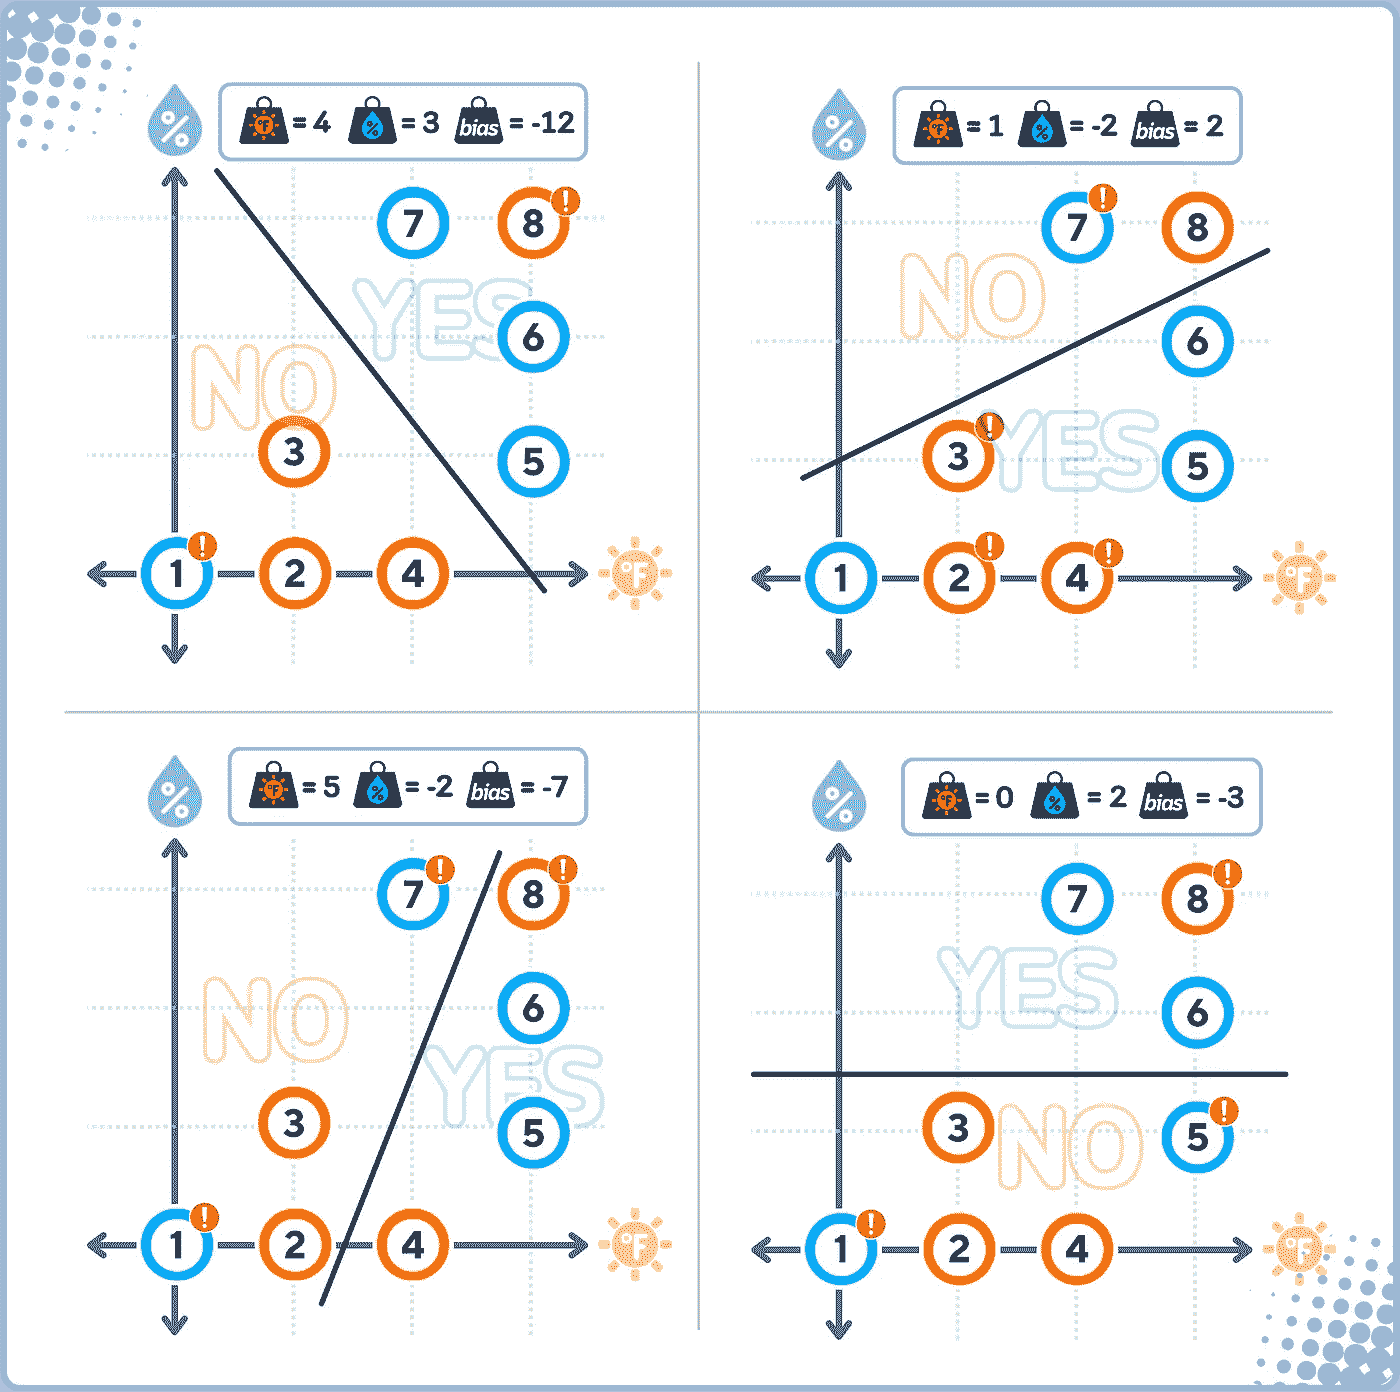 % °F = 4 % = 3 bias = -12
7 8 !
YES
6
NO
3
5
1 ! 2 4 °F
% °F = 1 % = -2 bias = 2
7 ! 8
NO
6
3 ! YES 5
1 2 ! 4 ! °F
% °F = 5 % = -2 bias = -7
7 ! 8 !
NO 6
YES
3 5
1 ! 2 4 °F
% °F = 0 % = 2 bias = -3
7 8 !
YES 6
3 NO 5 !
1 ! 2 4 °F